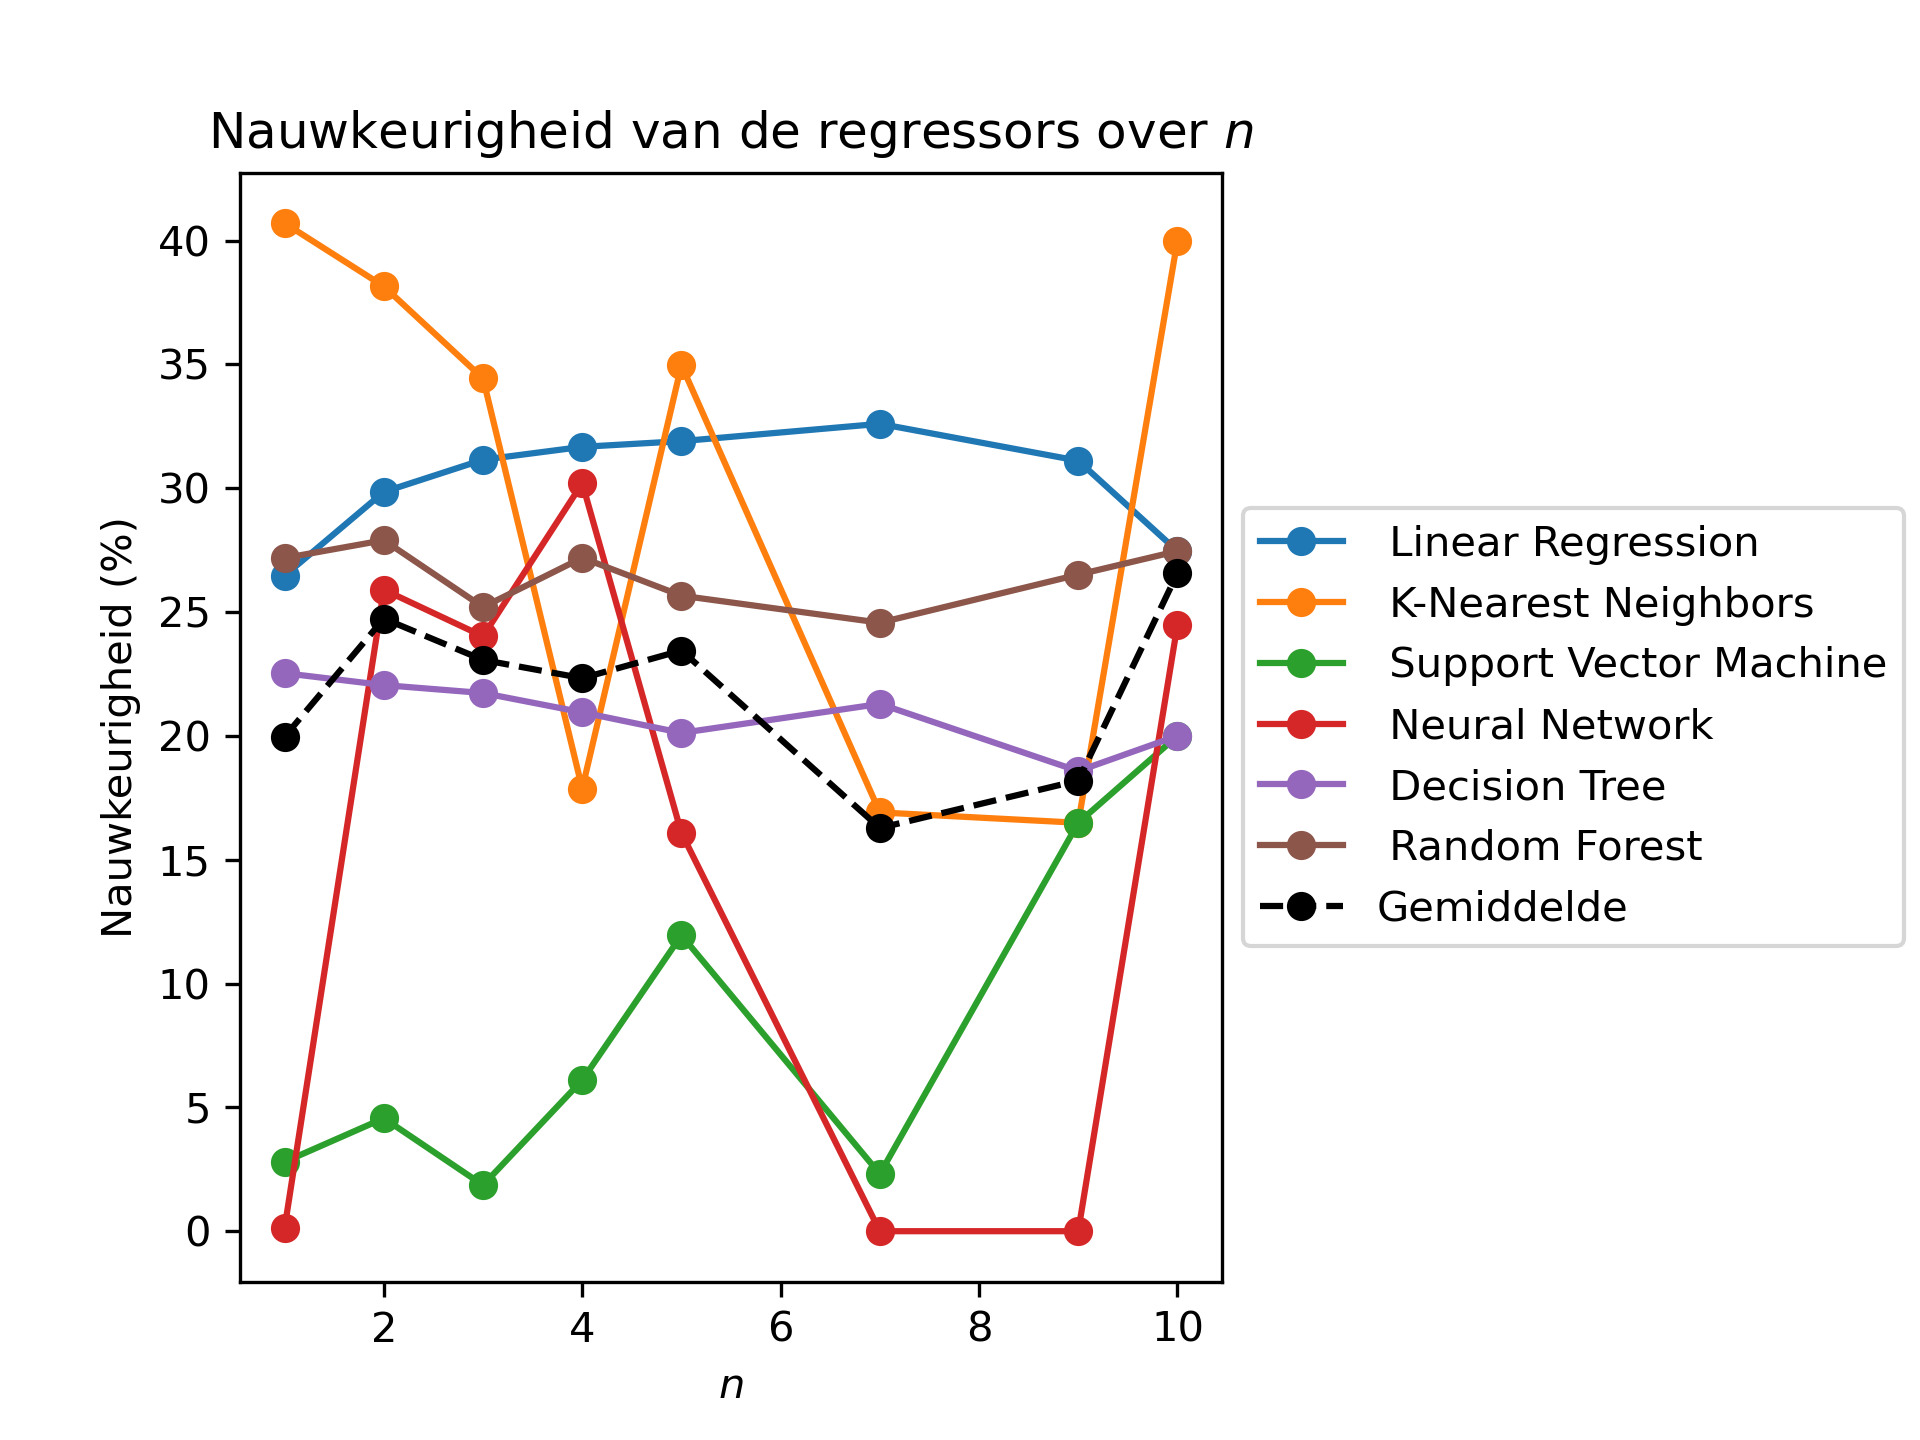 Nauwkeurigheid van de regressors over n
Nauwkeurigheid (%)
40
35
30
25
20
15
10
5
0
2 4 6 8 10
n
Linear Regression
K-Nearest Neighbors
Support Vector Machine
Neural Network
Decision Tree
Random Forest
Gemiddelde